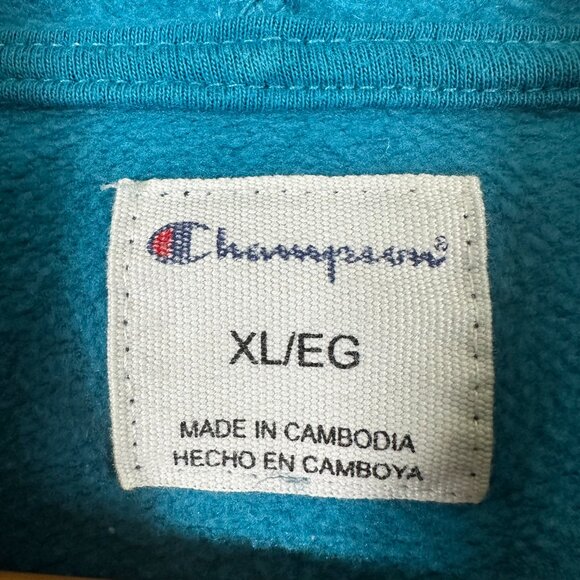 Champion®
XL/EG
MADE IN CAMBODIA
HECHO EN CAMBOYA